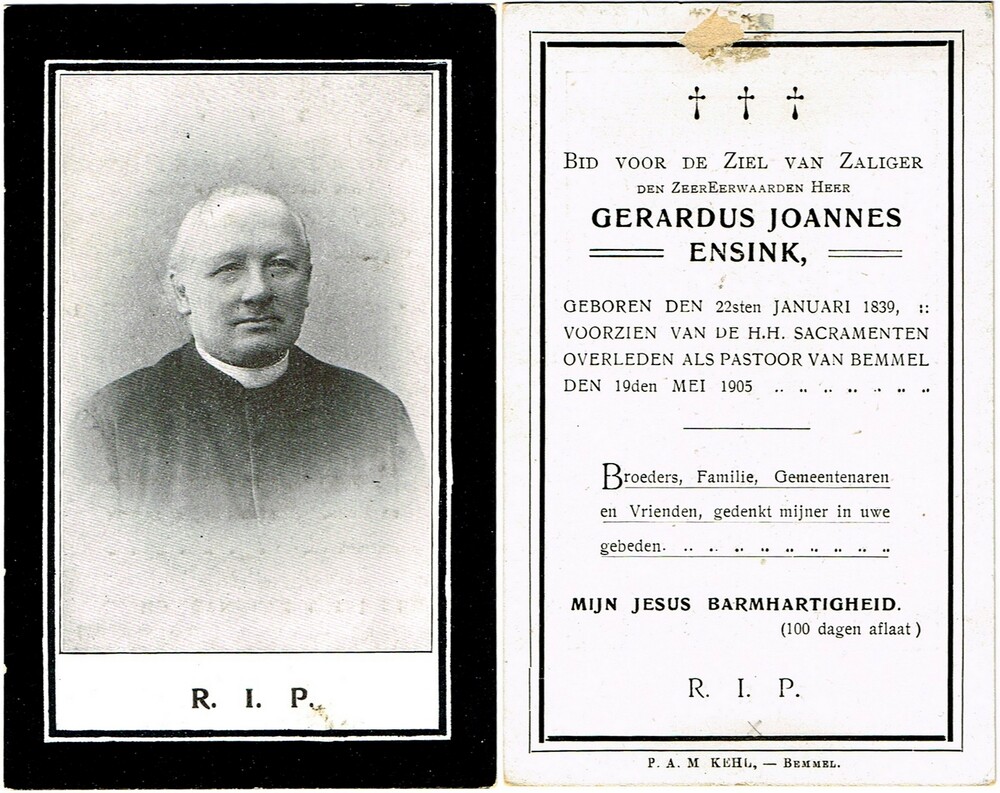 R. I. P.
† † †
BID VOOR DE ZIEL VAN ZALIGER
DEN ZEEREERWAARDEN HEER
GERARDUS JOANNES
ENSINK,
GEBOREN DEN 22sten JANUARI 1839, ::
VOORZIEN VAN DE H.H. SACRAMENTEN
OVERLEDEN ALS PASTOOR VAN BEMMEL
DEN 19den MEI 1905 .. .. .. .. .. .. ..
Broeders, Familie, Gemeentenaren
en Vrienden, gedenkt mijner in uwe
gebeden. .. .. .. .. .. .. .. ..
MIJN JESUS BARMHARTIGHEID.
(100 dagen aflaat)
R. I. P.
P. A. M KEHL, — BEMMEL.